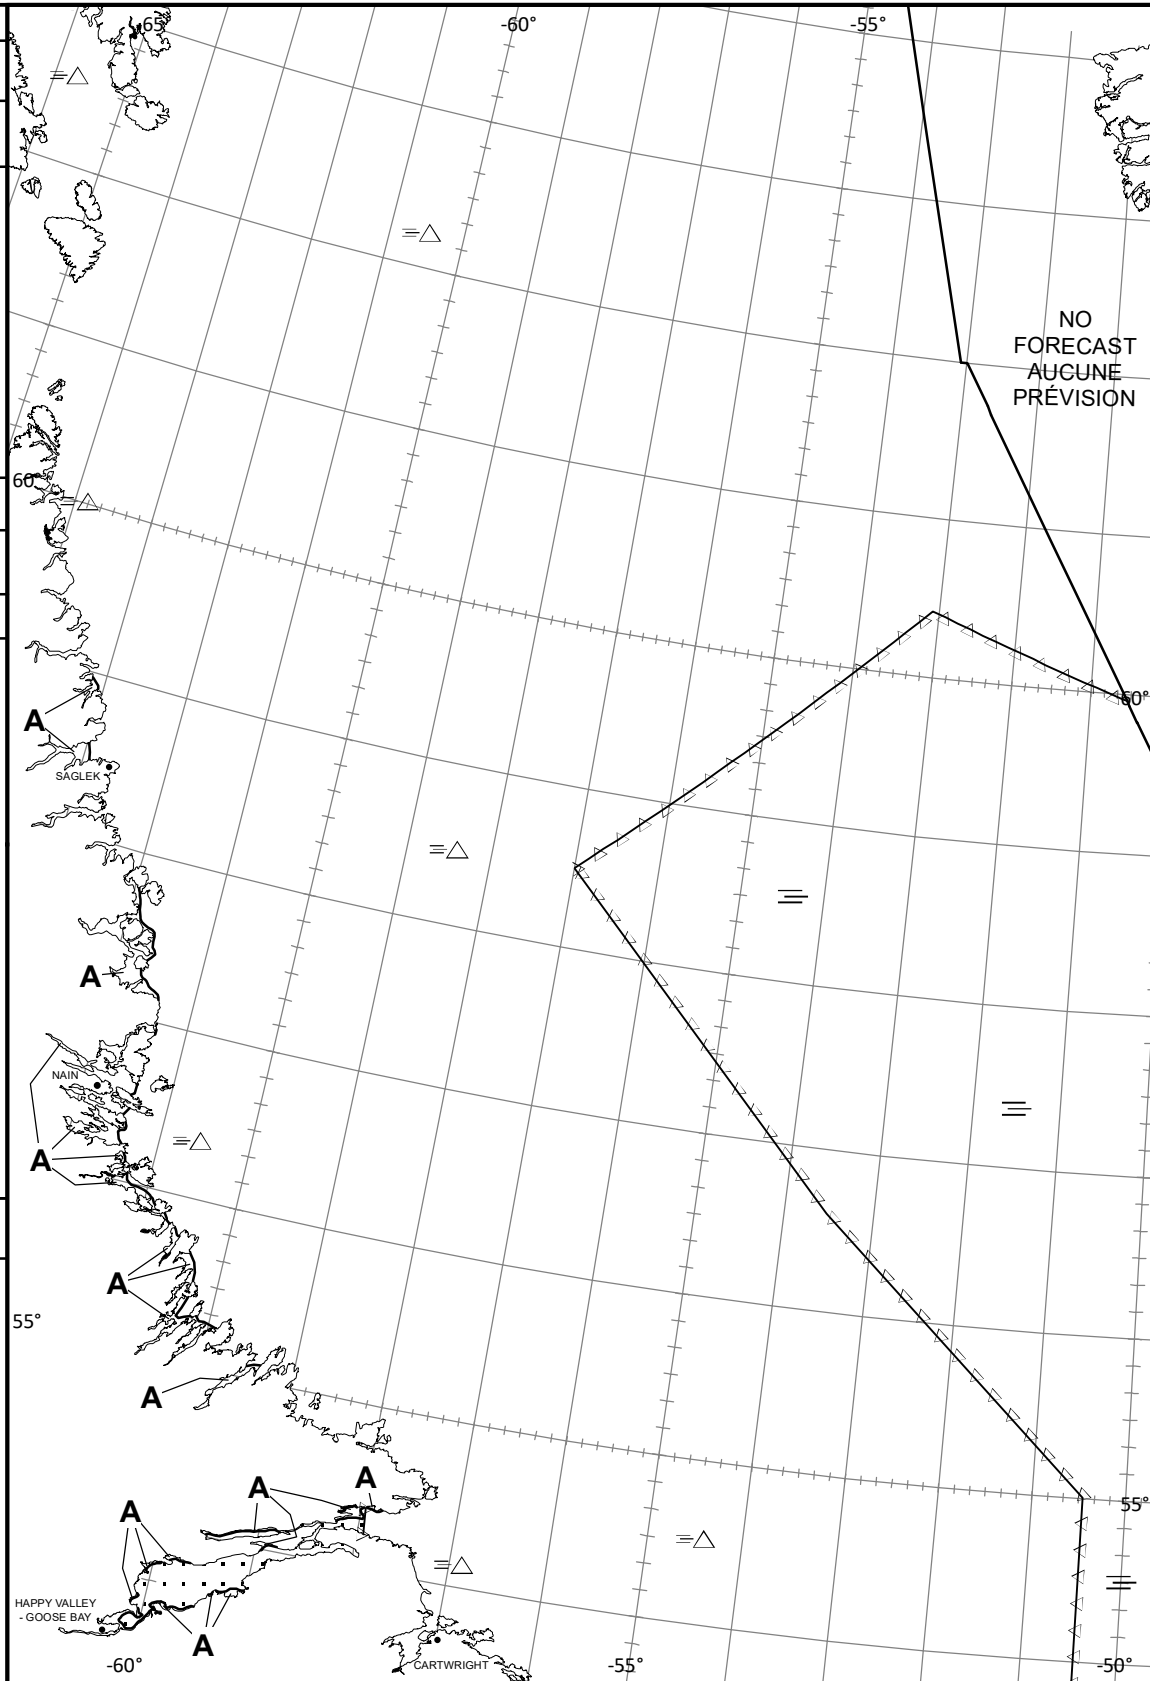 -65°
-60°
-55°
NO
FORECAST
AUCUNE
PRÉVISION
60°
60°
A
SAGLEK
A
NAIN
A
A
55°
A
A
A
A
55°
HAPPY VALLEY
- GOOSE BAY
A
CARTWRIGHT
-60°
-55°
-50°